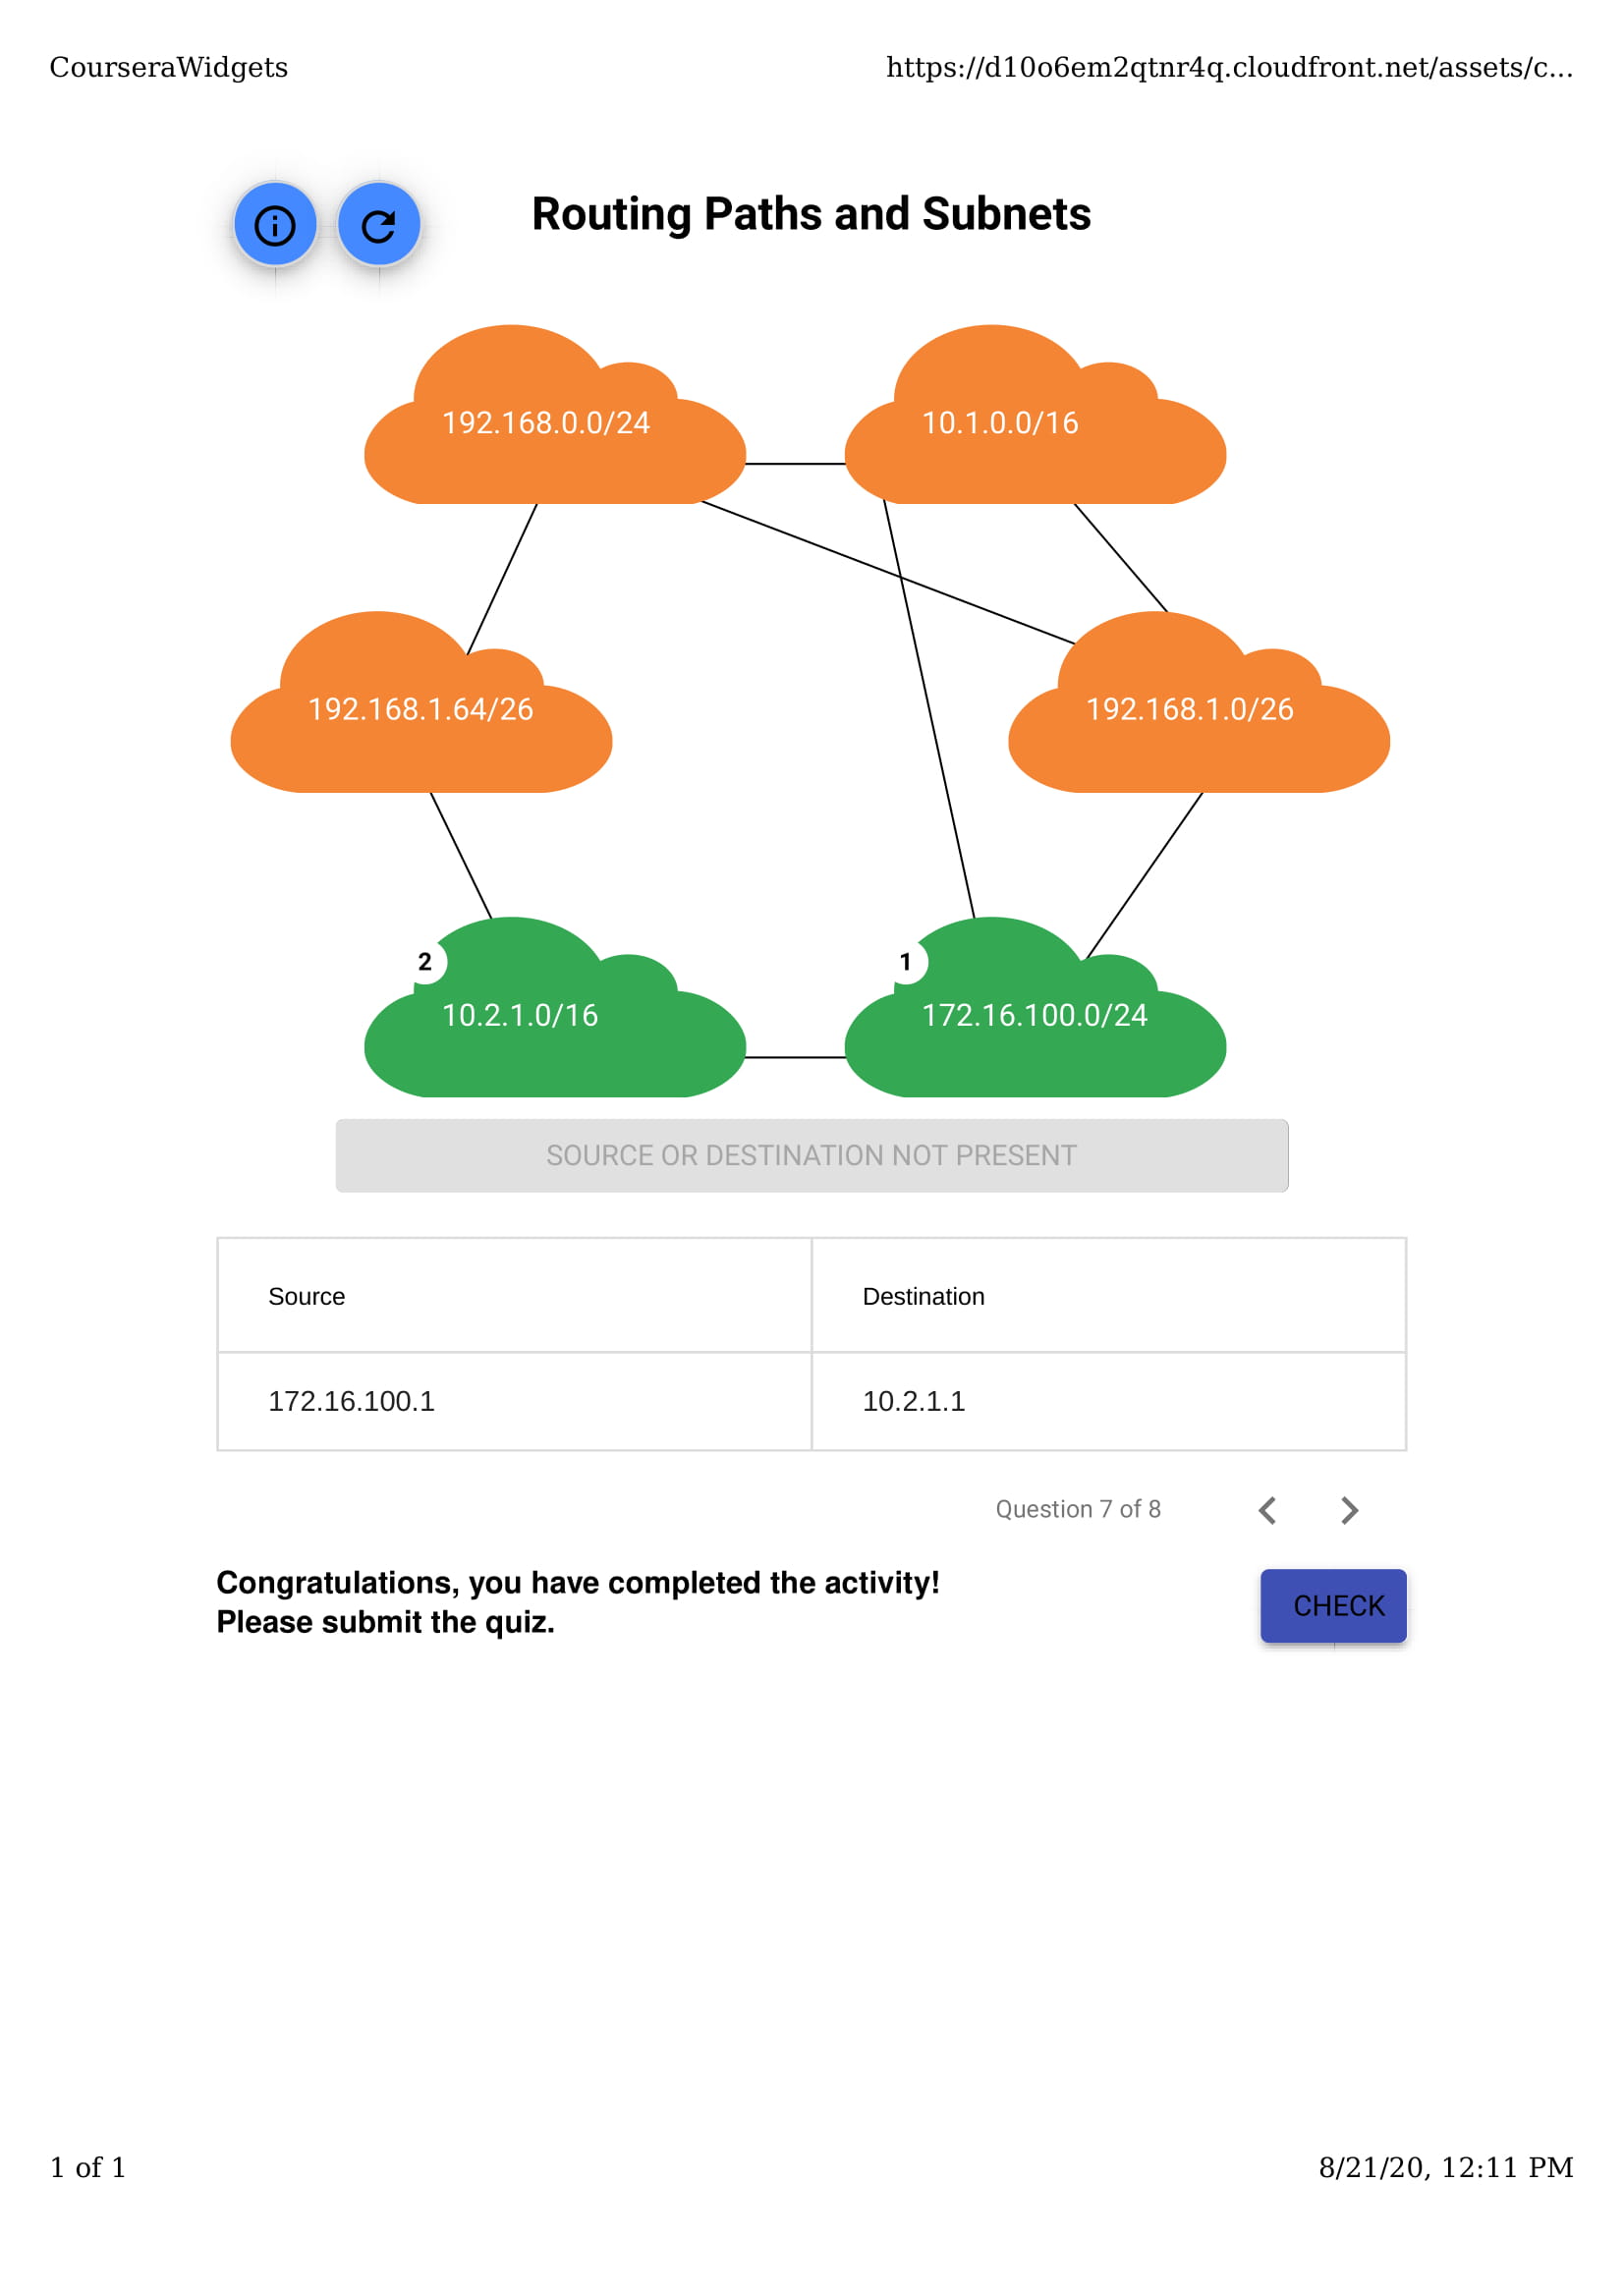 CourseraWidgets
https://d10o6em2qtnr4q.cloudfront.net/assets/c...
Routing Paths and Subnets
192.168.0.0/24
10.1.0.0/16
192.168.1.64/26
192.168.1.0/26
2
10.2.1.0/16
1
172.16.100.0/24
SOURCE OR DESTINATION NOT PRESENT
Source
Destination
172.16.100.1
10.2.1.1
Question 7 of 8
Congratulations, you have completed the activity!
Please submit the quiz.
CHECK
1 of 1
8/21/20, 12:11 PM